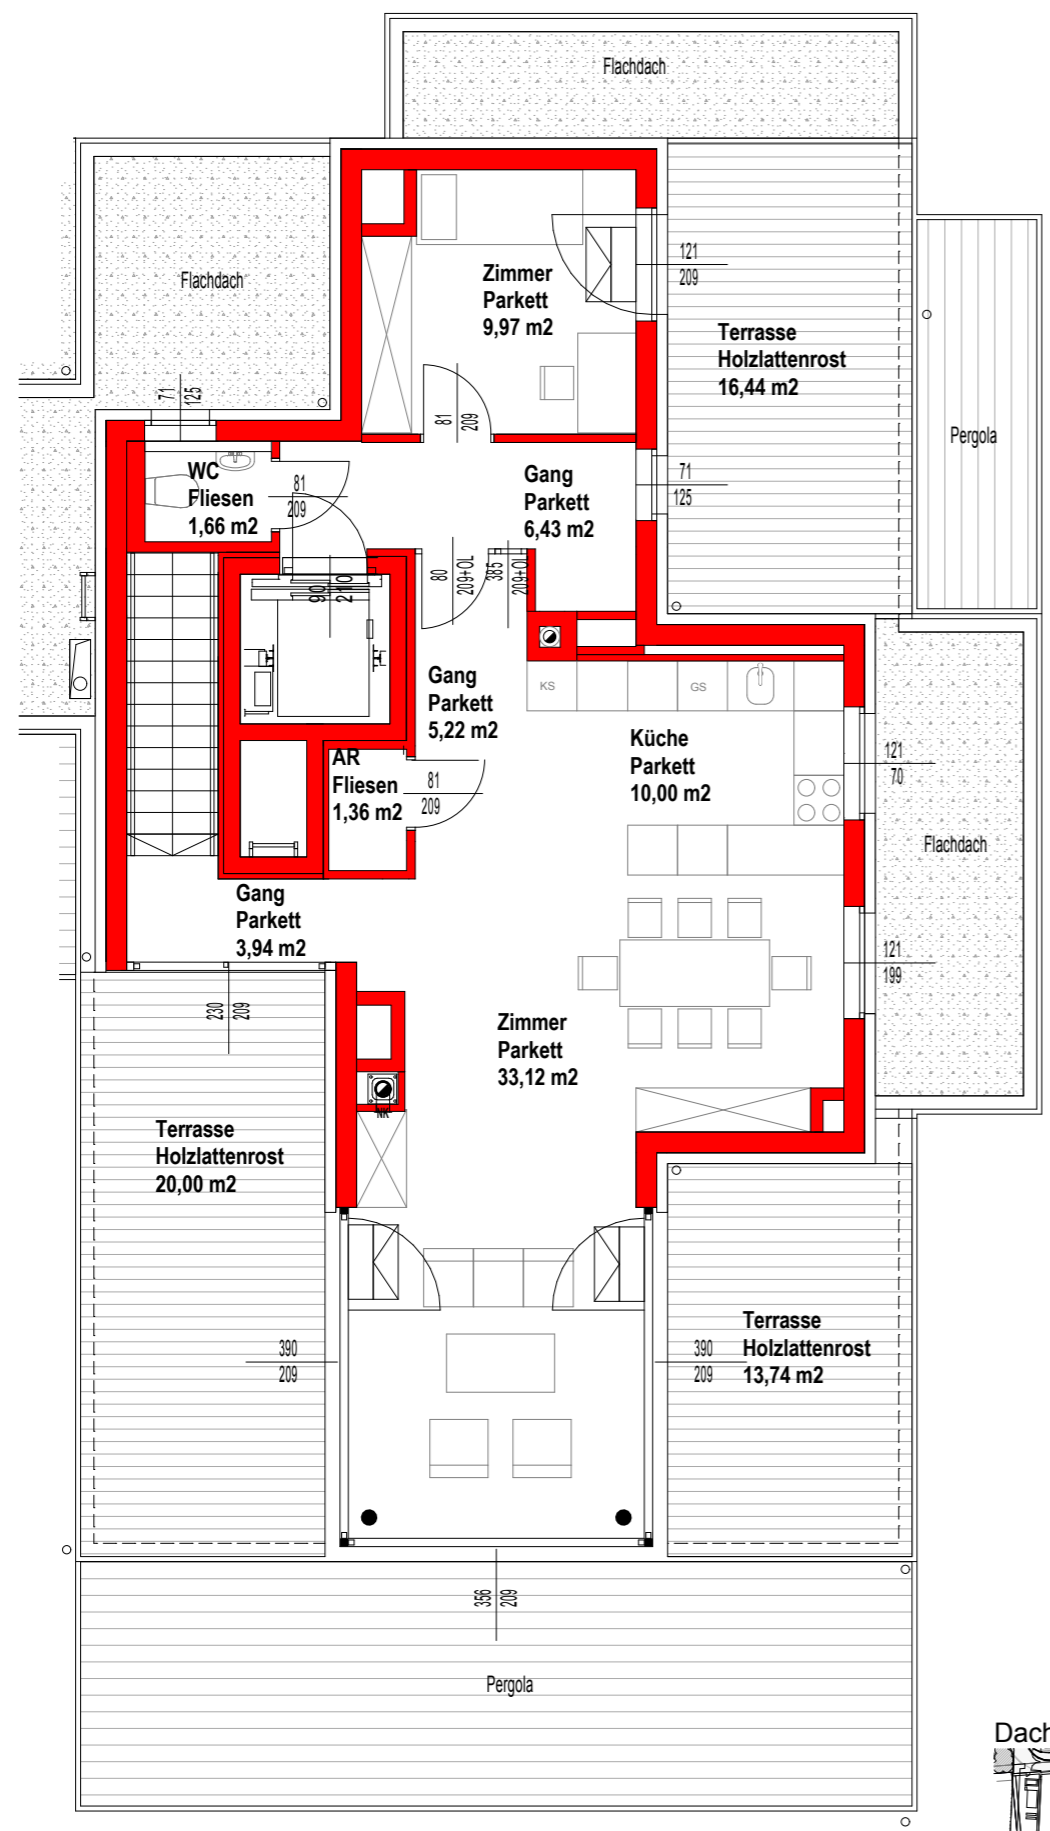 Flachdach
Flachdach
Zimmer
Parkett
9,97 m2
121
209
Terrasse
Holzlattenrost
16,44 m2
Pergola
71
125
81
209
WC
Fliesen
1,66 m2
81
209
Gang
Parkett
6,43 m2
71
125
90
210
80
209+OL
385
209+OL
Gang
Parkett
5,22 m2
KS
GS
Küche
Parkett
10,00 m2
121
70
AR
Fliesen
1,36 m2
81
209
Flachdach
Gang
Parkett
3,94 m2
121
199
230
209
Zimmer
Parkett
33,12 m2
NK
Terrasse
Holzlattenrost
20,00 m2
390
209
390
209
Terrasse
Holzlattenrost
13,74 m2
356
209
Pergola
Dach